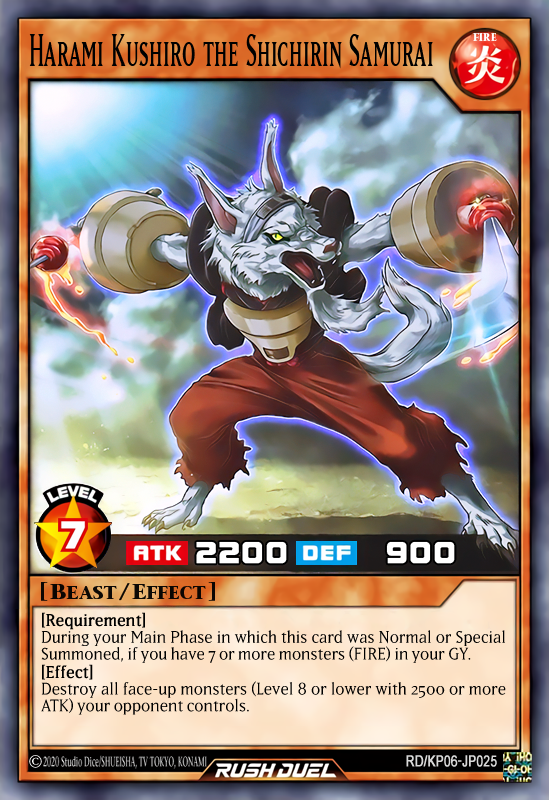 Harami Kushiro the Shichirin Samurai
FIRE
炎
LEVEL
7
ATK 2200 DEF 900
[Beast/Effect]
[Requirement]
During your Main Phase in which this card was Normal or Special
Summoned, if you have 7 or more monsters (FIRE) in your GY.
[Effect]
Destroy all face-up monsters (Level 8 or lower with 2500 or more
ATK) your opponent controls.
©2020 Studio Dice/SHUEISHA, TV TOKYO, KONAMI
RUSH DUEL
RD/KP06-JP025